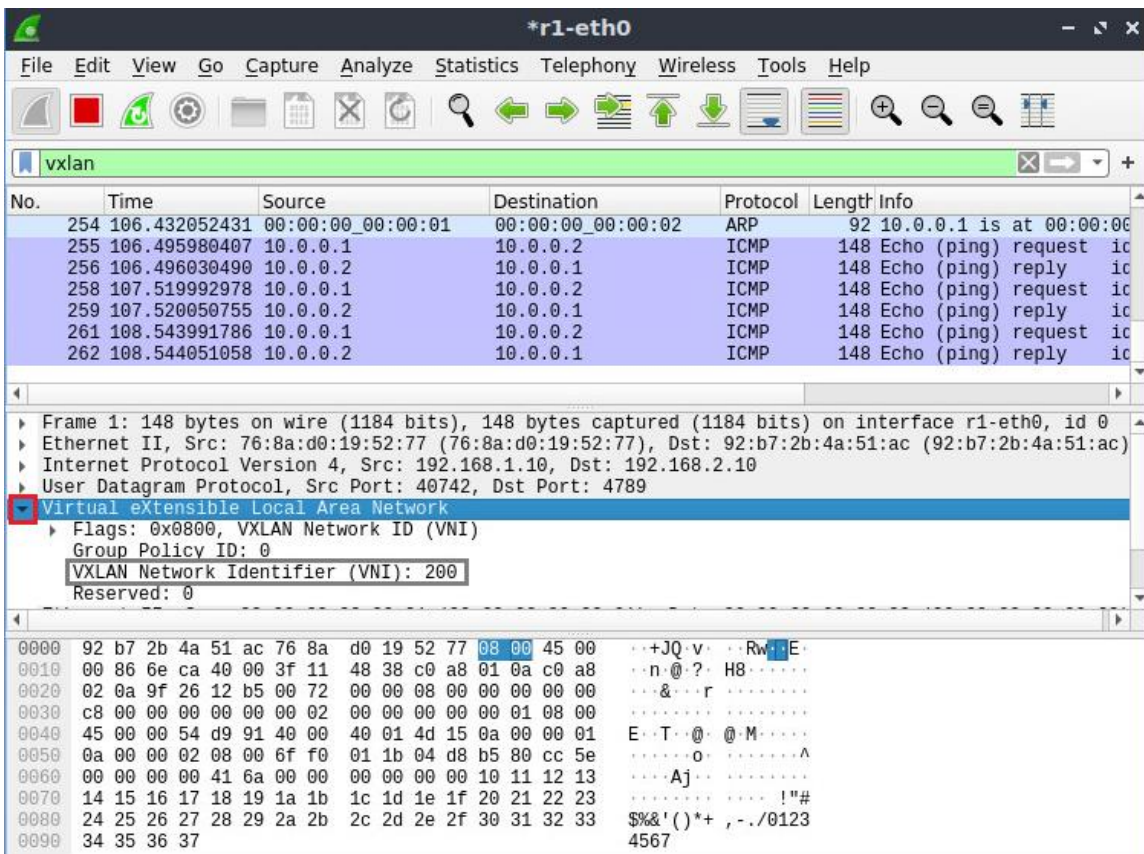 *r1-eth0
File Edit View Go Capture Analyze Statistics Telephony Wireless Tools Help
vxlan
No. Time Source Destination Protocol Length Info
254 106.432052431 00:00:00_00:00:01 00:00:00_00:00:02 ARP 92 10.0.0.1 is at 00:00:00
255 106.495980407 10.0.0.1 10.0.0.2 ICMP 148 Echo (ping) request id
256 106.496030490 10.0.0.2 10.0.0.1 ICMP 148 Echo (ping) reply id
258 107.519992978 10.0.0.1 10.0.0.2 ICMP 148 Echo (ping) request id
259 107.520050755 10.0.0.2 10.0.0.1 ICMP 148 Echo (ping) reply id
261 108.543991786 10.0.0.1 10.0.0.2 ICMP 148 Echo (ping) request id
262 108.544051058 10.0.0.2 10.0.0.1 ICMP 148 Echo (ping) reply id
Frame 1: 148 bytes on wire (1184 bits), 148 bytes captured (1184 bits) on interface r1-eth0, id 0
Ethernet II, Src: 76:8a:d0:19:52:77 (76:8a:d0:19:52:77), Dst: 92:b7:2b:4a:51:ac (92:b7:2b:4a:51:ac)
Internet Protocol Version 4, Src: 192.168.1.10, Dst: 192.168.2.10
User Datagram Protocol, Src Port: 40742, Dst Port: 4789
Virtual eXtensible Local Area Network
Flags: 0x0800, VXLAN Network ID (VNI)
Group Policy ID: 0
VXLAN Network Identifier (VNI): 200
Reserved: 0
0000 92 b7 2b 4a 51 ac 76 8a d0 19 52 77 08 00 45 00 ··+JQ·v· ··Rw··E·
0010 00 86 6e ca 40 00 3f 11 48 38 c0 a8 01 0a c0 a8 ··n·@·?· H8······
0020 02 0a 9f 26 12 b5 00 72 00 00 08 00 00 00 00 00 ···&···r ········
0030 c8 00 00 00 00 00 00 02 00 00 00 00 00 01 08 00 ········ ········
0040 45 00 00 54 d9 91 40 00 40 01 4d 15 0a 00 00 01 E··T··@· @·M·····
0050 0a 00 00 02 08 00 6f f0 01 1b 04 d8 b5 80 cc 5e ······o· ·······^
0060 00 00 00 00 41 6a 00 00 00 00 00 00 10 11 12 13 ····Aj·· ········
0070 14 15 16 17 18 19 1a 1b 1c 1d 1e 1f 20 21 22 23 ········ ···· !"#
0080 24 25 26 27 28 29 2a 2b 2c 2d 2e 2f 30 31 32 33 $%&'()*+ ,-./0123
0090 34 35 36 37 4567